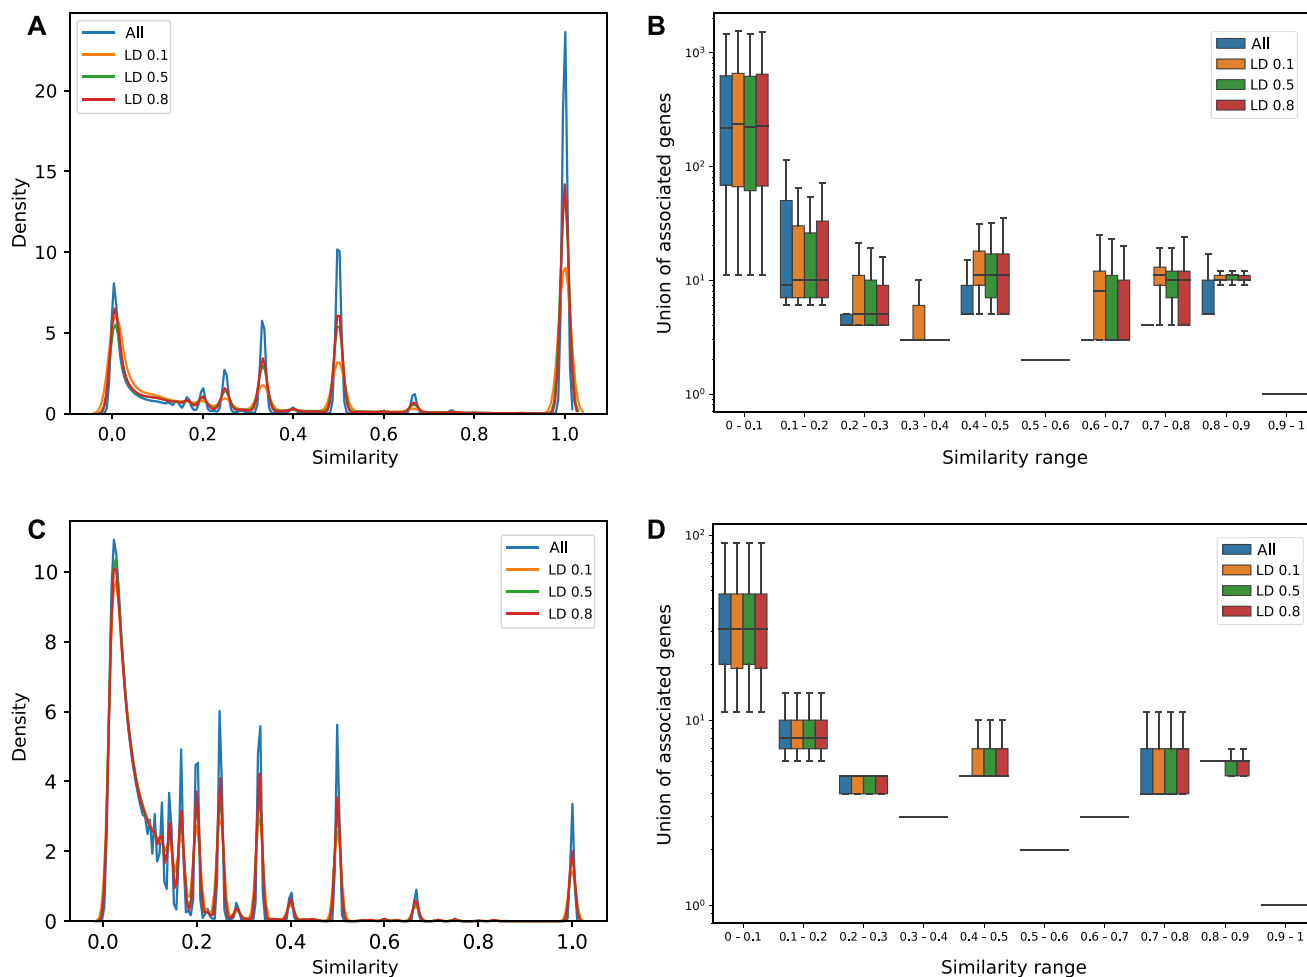 A
All
LD 0.1
LD 0.5
LD 0.8
Density
0
5
10
15
20
0.0 0.2 0.4 0.6 0.8 1.0
Similarity
B
All
LD 0.1
LD 0.5
LD 0.8
Union of associated genes
10³
10²
10¹
10⁰
0 - 0.1 0.1 - 0.2 0.2 - 0.3 0.3 - 0.4 0.4 - 0.5 0.5 - 0.6 0.6 - 0.7 0.7 - 0.8 0.8 - 0.9 0.9 - 1
Similarity range
C
All
LD 0.1
LD 0.5
LD 0.8
Density
10
8
6
4
2
0
0.0 0.2 0.4 0.6 0.8 1.0
Similarity
D
All
LD 0.1
LD 0.5
LD 0.8
Union of associated genes
10²
10¹
10⁰
0 - 0.1 0.1 - 0.2 0.2 - 0.3 0.3 - 0.4 0.4 - 0.5 0.5 - 0.6 0.6 - 0.7 0.7 - 0.8 0.8 - 0.9 0.9 - 1
Similarity range